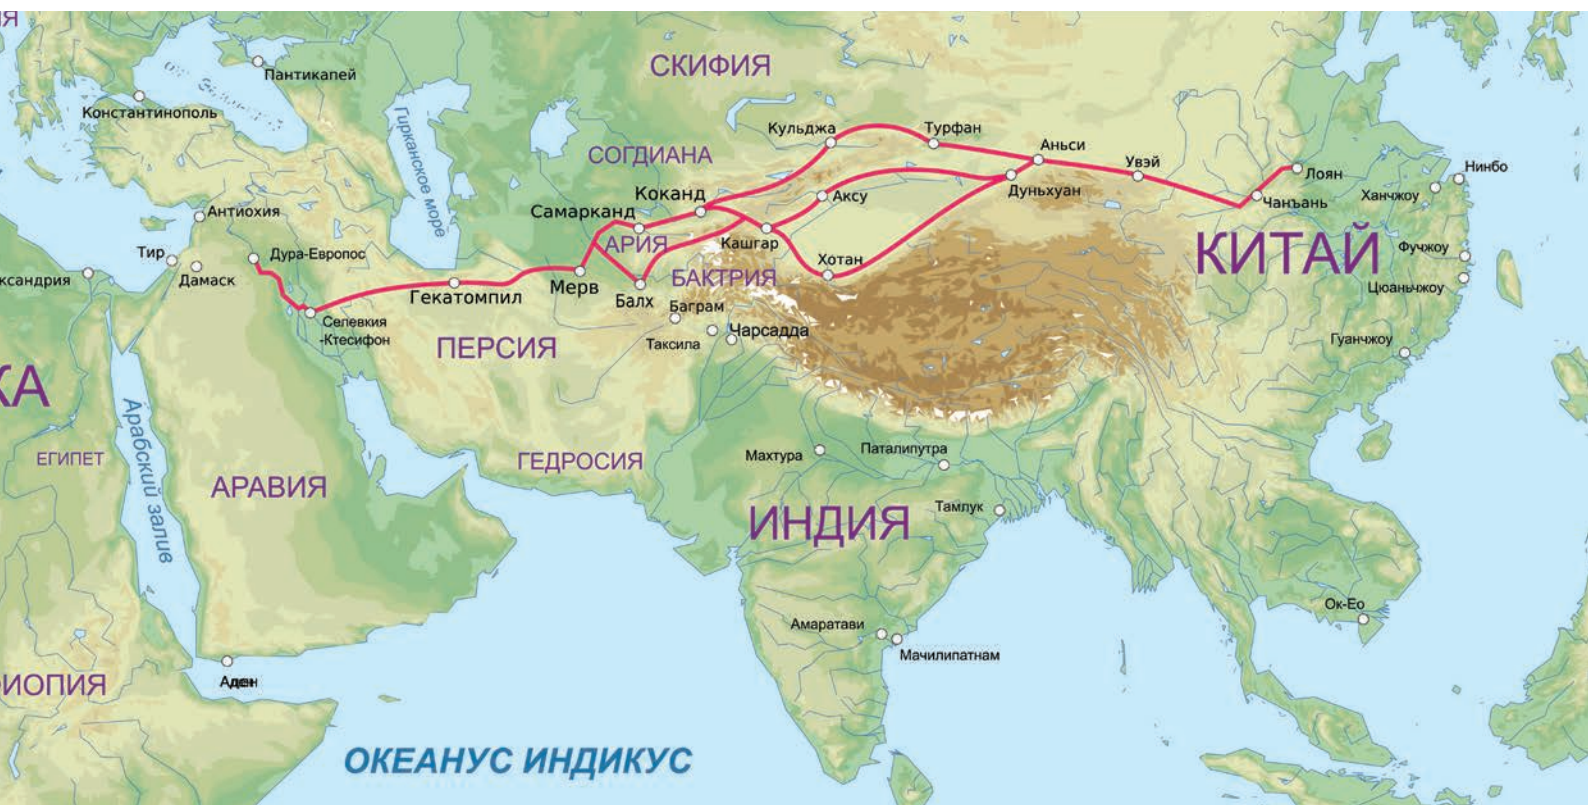 СКИФИЯ
Пантикапей
Константинополь
Гирканское море
Кульджа
Турфан
Аньси
Увэй
Лоян
Нинбо
СОГДИАНА
Коканд
Аксу
Дуньхуан
Чанъань
Ханчжоу
Антиохия
Самарканд
АРИЯ
Кашгар
КИТАЙ
Фучжоу
Тир
Дура-Европос
Хотан
ксандрия
Дамаск
Гекатомпил
Мерв
Балх
БАКТРИЯ
Цюаньчжоу
Баграм
Селевкия
-Ктесифон
ПЕРСИЯ
Таксила
Чарсадда
Гуанчжоу
КА
Арабский залив
ЕГИПЕТ
АРАВИЯ
ГЕДРОСИЯ
Махтура
Паталипутра
ИНДИЯ
Тамлук
Ок-Ео
Амаратави
Мачилипатнам
ИОПИЯ
Аден
ОКЕАНУС ИНДИКУС